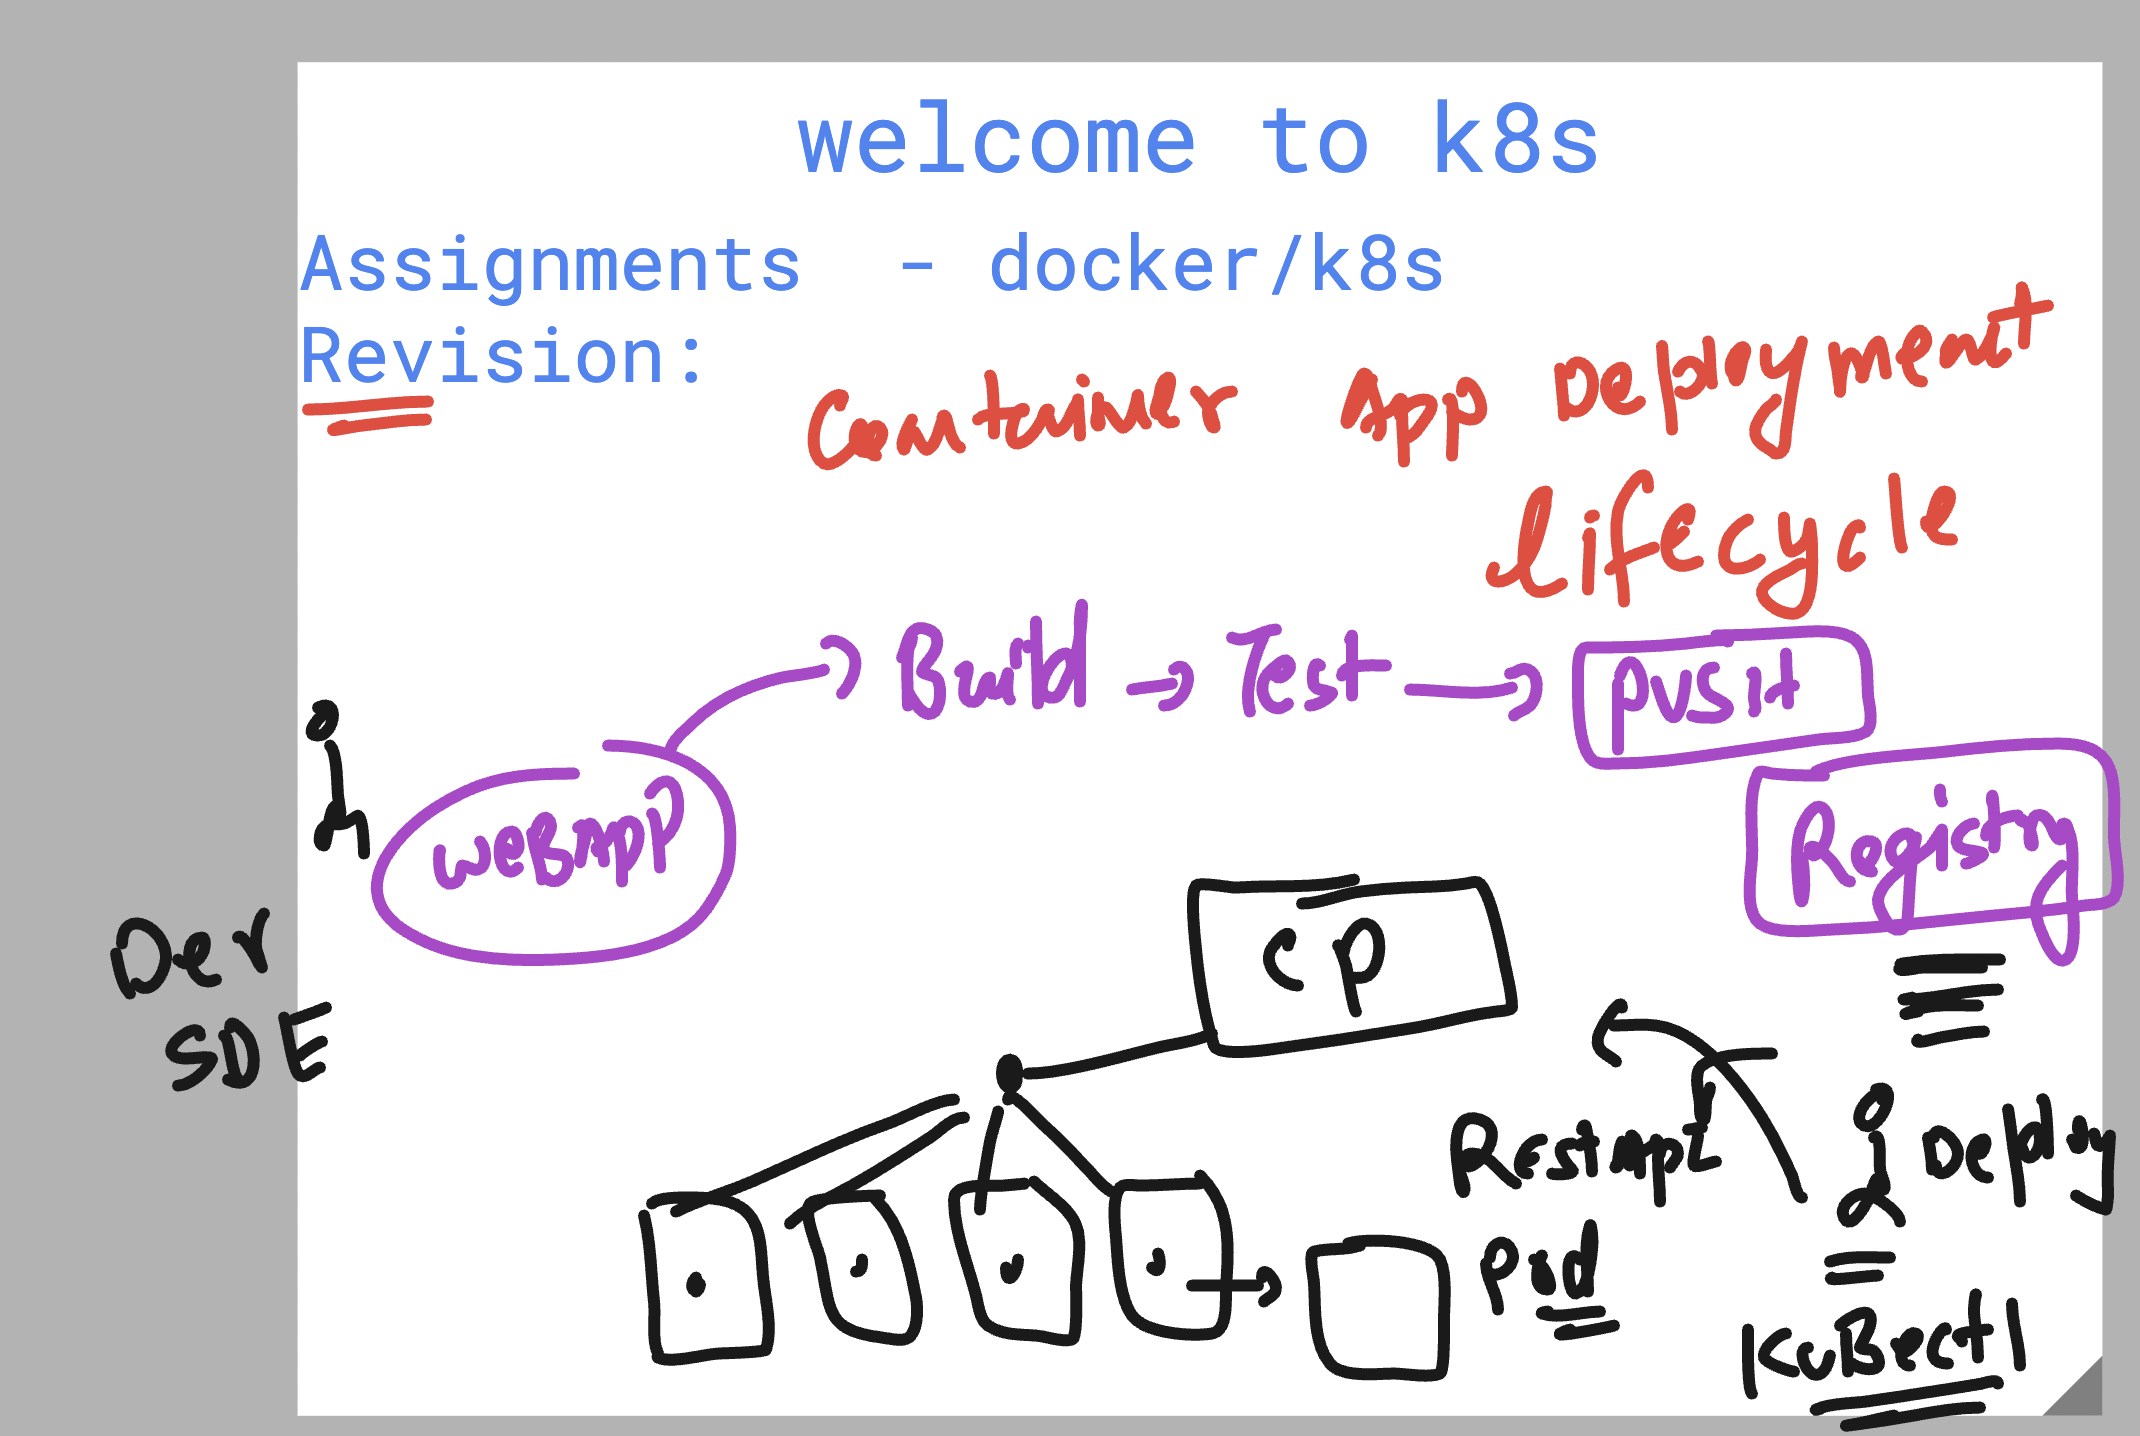 welcome to k8s
Assignments - docker/k8s
Revision:
Container App Deployment
lifecycle
Build → Test → push
webapp
Registry
Dev
SDE
CP
RestApi
Deploy
Pod
KuBectl